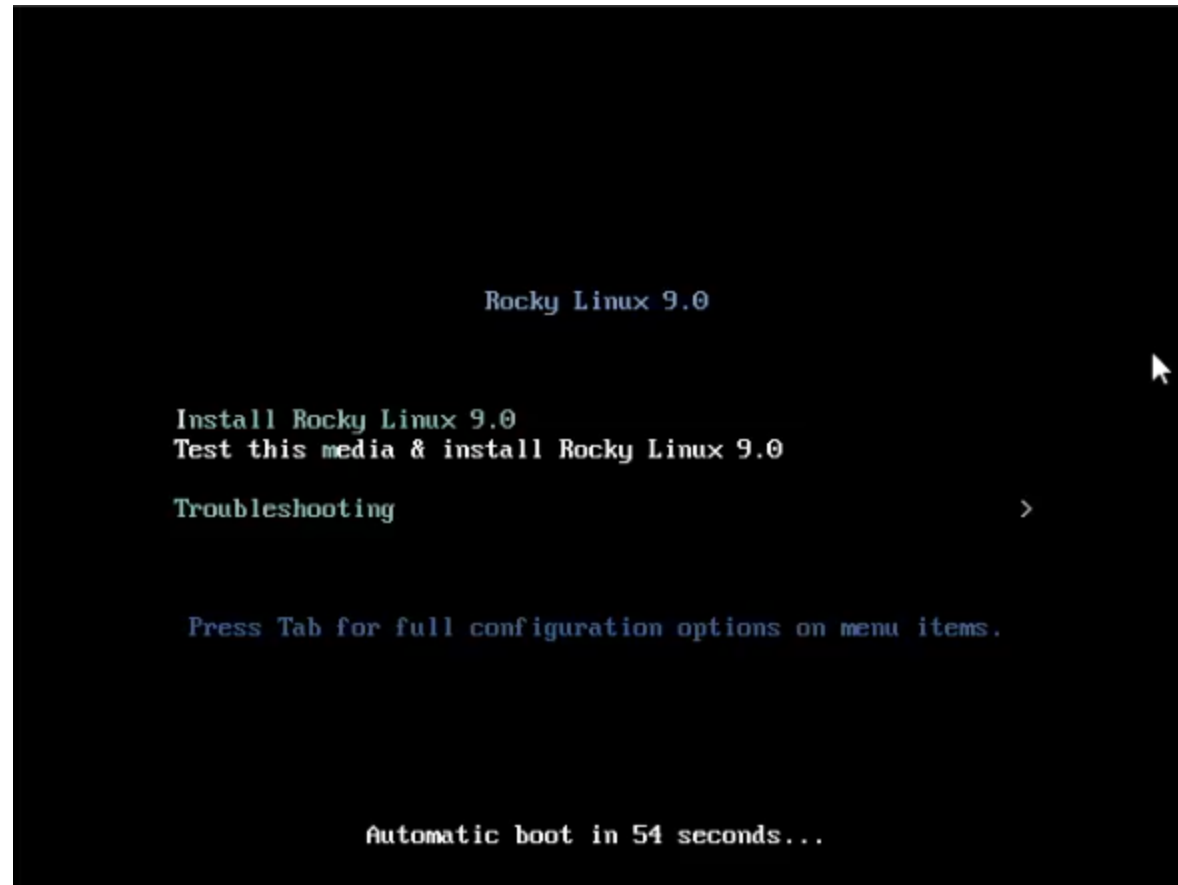 Rocky Linux 9.0
Install Rocky Linux 9.0
Test this media & install Rocky Linux 9.0
Troubleshooting >
Press Tab for full configuration options on menu items.
Automatic boot in 54 seconds...